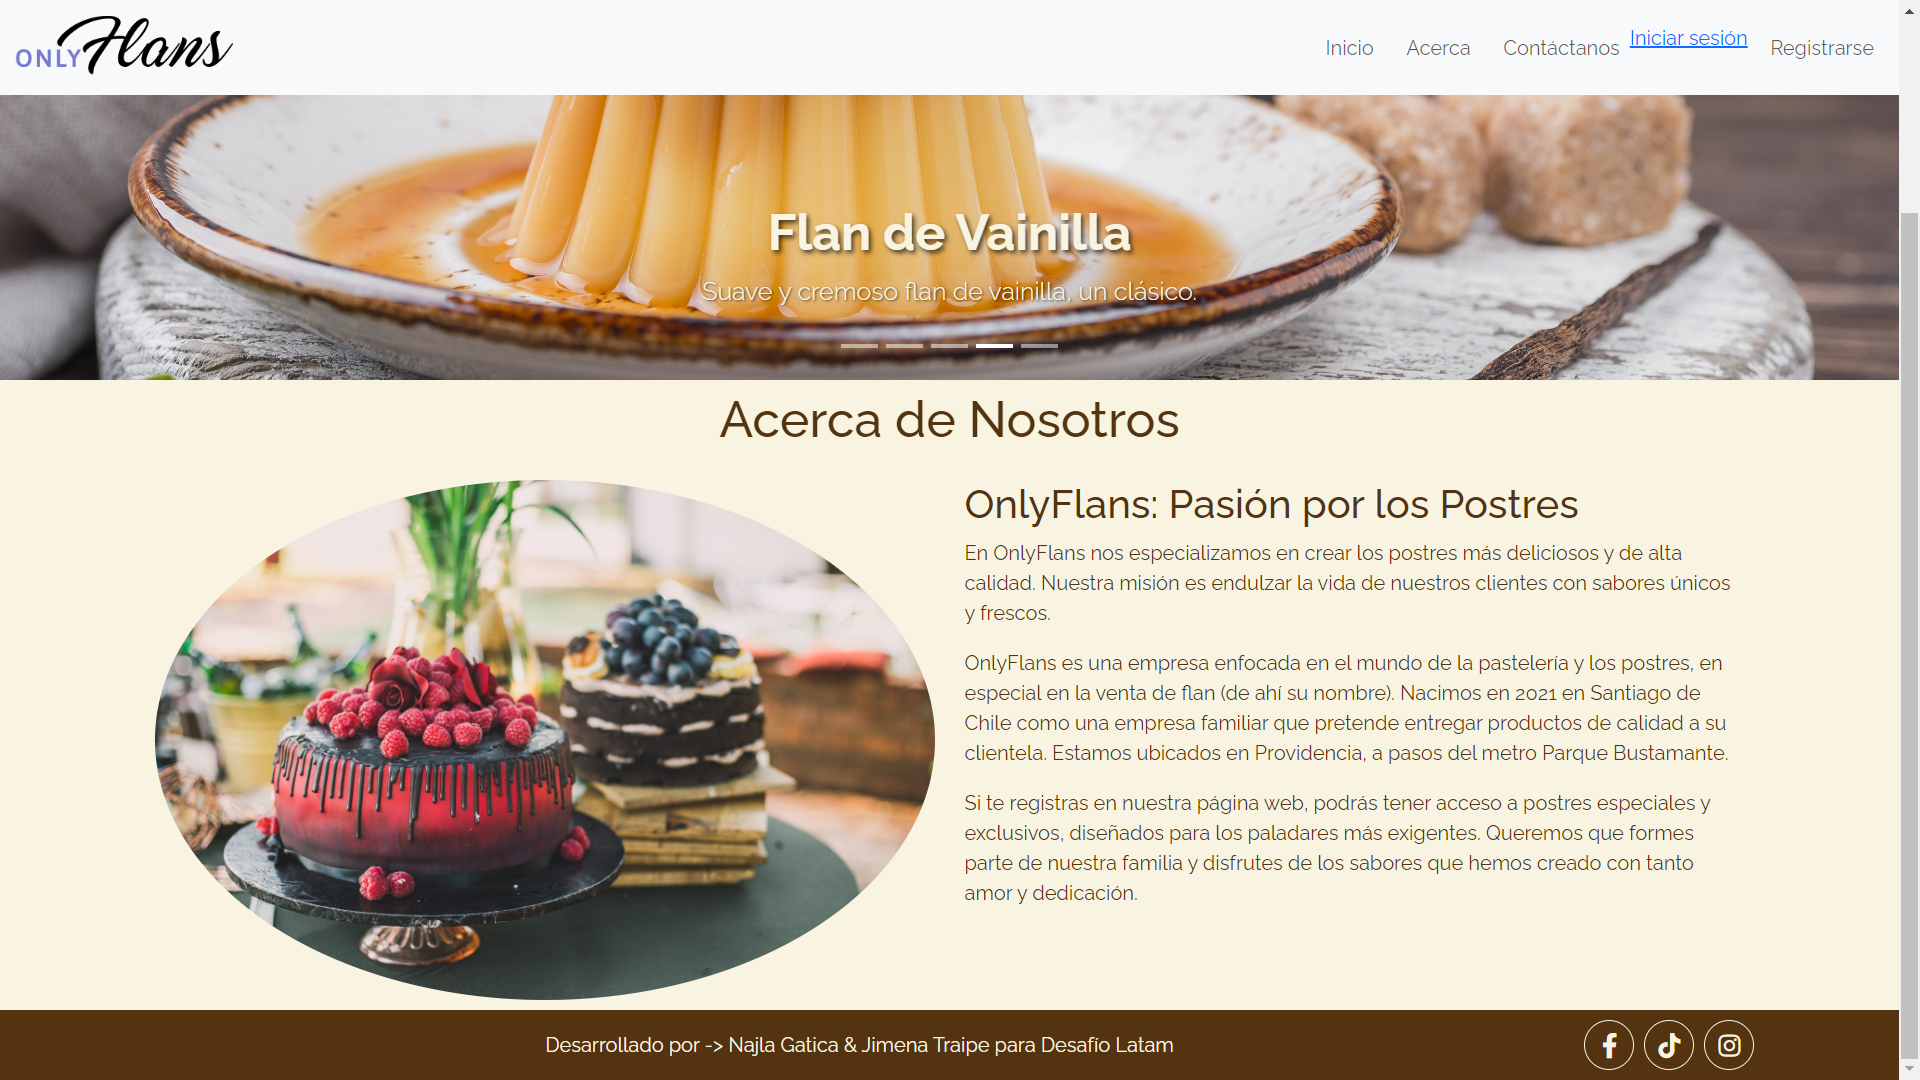 ONLY Flans
Inicio Acerca Contáctanos Iniciar sesión Registrarse
Flan de Vainilla
Suave y cremoso flan de vainilla, un clásico.
Acerca de Nosotros
OnlyFlans: Pasión por los Postres
En OnlyFlans nos especializamos en crear los postres más deliciosos y de alta
calidad. Nuestra misión es endulzar la vida de nuestros clientes con sabores únicos
y frescos.
OnlyFlans es una empresa enfocada en el mundo de la pastelería y los postres, en
especial en la venta de flan (de ahí su nombre). Nacimos en 2021 en Santiago de
Chile como una empresa familiar que pretende entregar productos de calidad a su
clientela. Estamos ubicados en Providencia, a pasos del metro Parque Bustamante.
Si te registras en nuestra página web, podrás tener acceso a postres especiales y
exclusivos, diseñados para los paladares más exigentes. Queremos que formes
parte de nuestra familia y disfrutes de los sabores que hemos creado con tanto
amor y dedicación.
Desarrollado por -> Najla Gatica & Jimena Traipe para Desafío Latam